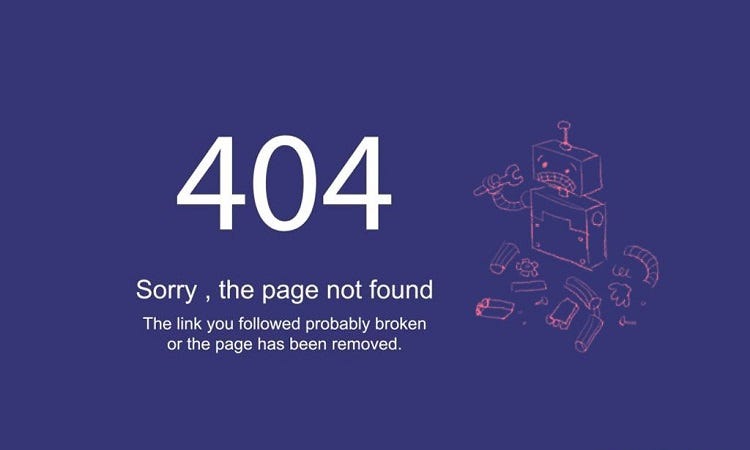 404
Sorry , the page not found
The link you followed probably broken
or the page has been removed.